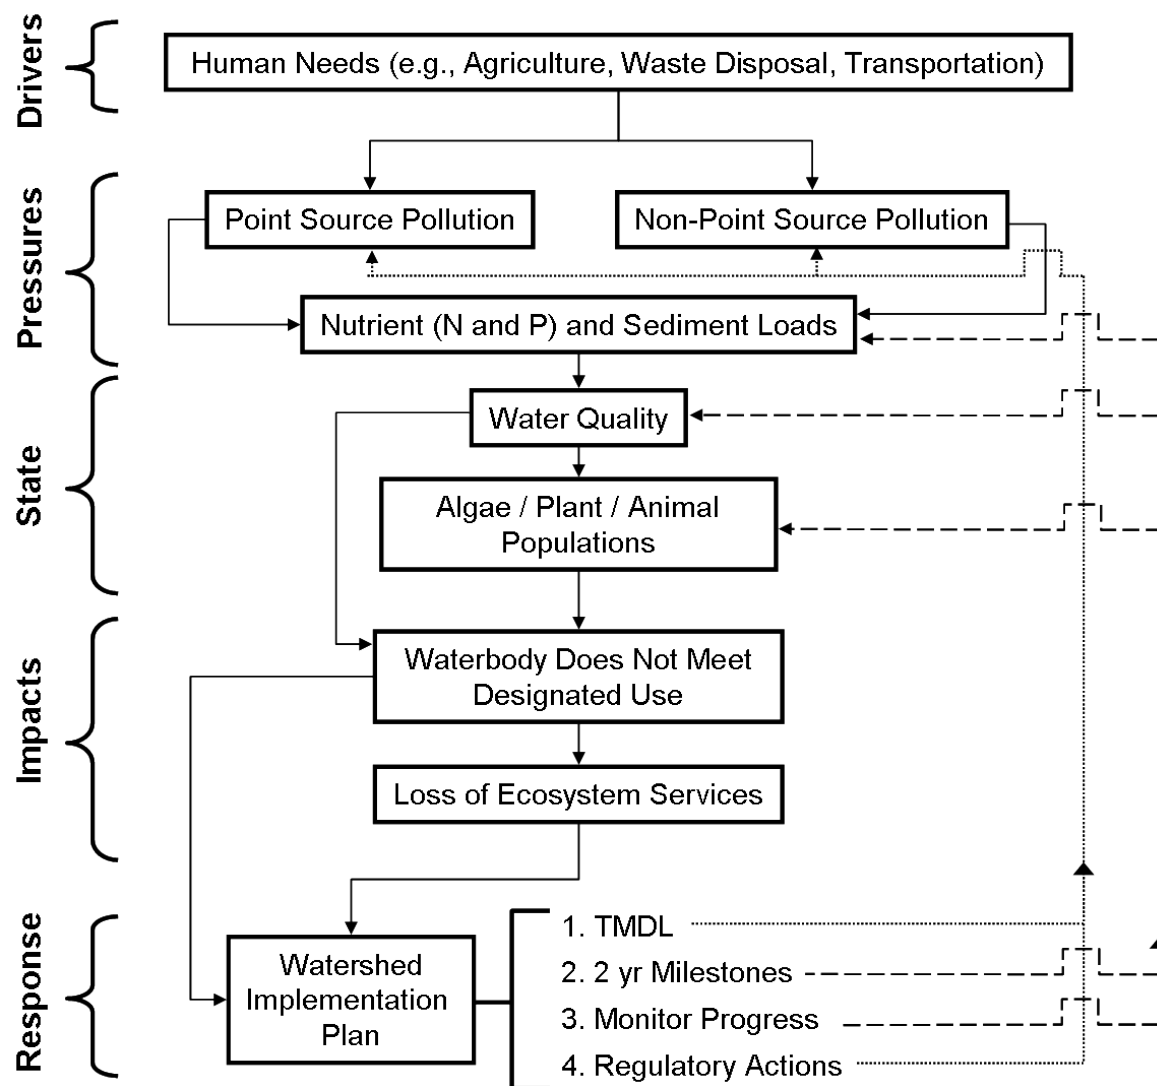 Drivers
Human Needs (e.g., Agriculture, Waste Disposal, Transportation)
Pressures
Point Source Pollution
Non-Point Source Pollution
Nutrient (N and P) and Sediment Loads
State
Water Quality
Algae / Plant / Animal
Populations
Impacts
Waterbody Does Not Meet
Designated Use
Loss of Ecosystem Services
Response
Watershed
Implementation
Plan
1. TMDL
2. 2 yr Milestones
3. Monitor Progress
4. Regulatory Actions